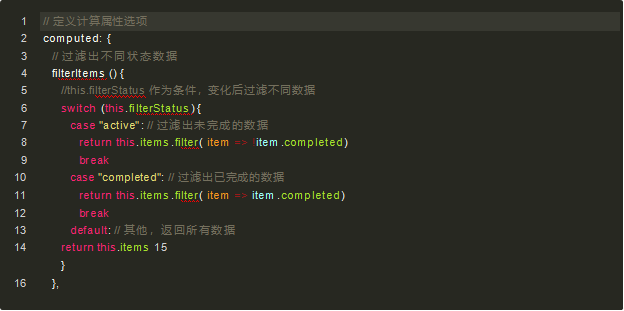 1 // 定义计算属性选项
2 computed: {
3 // 过滤出不同状态数据
4 filterItems () {
5 //this.filterStatus 作为条件，变化后过滤不同数据
6 switch (this.filterStatus) {
7 case "active": // 过滤出未完成的数据
8 return this.items.filter( item => item.completed)
9 break
10 case "completed": // 过滤出已完成的数据
11 return this.items.filter( item => item.completed)
12 break
13 default: // 其他，返回所有数据
14 return this.items 15
}
16 },